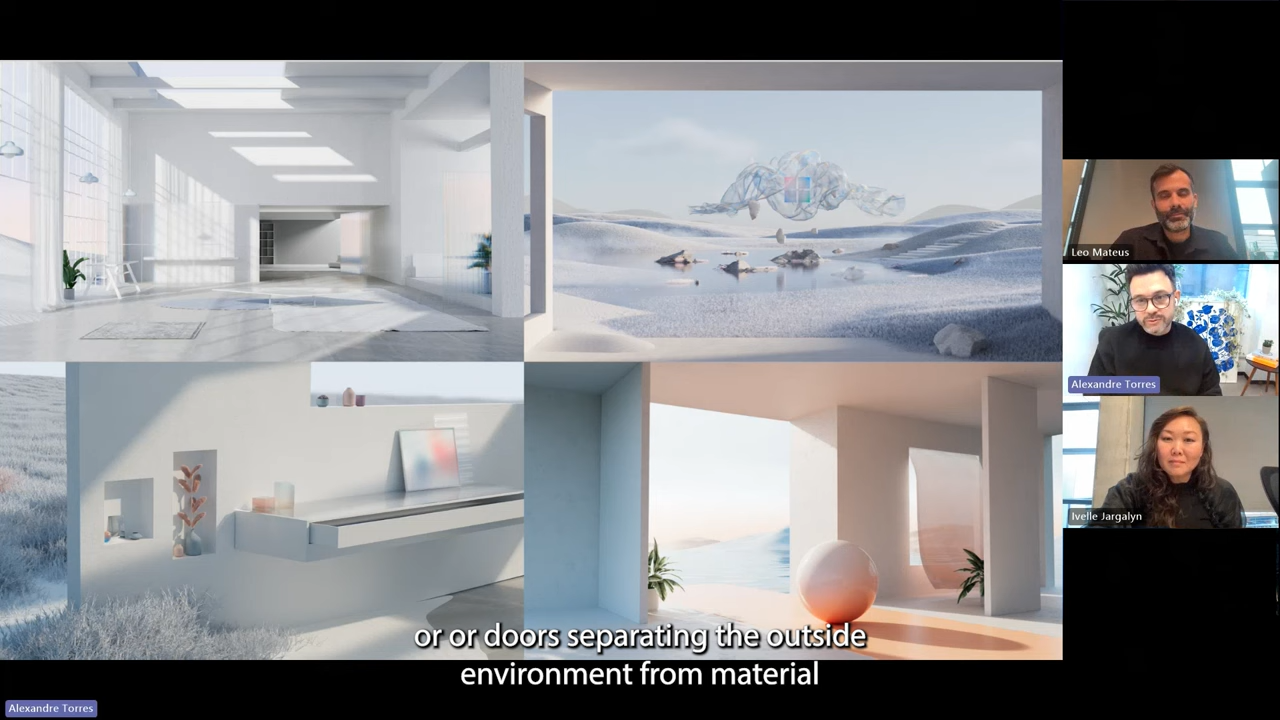 Leo Mateus
Alexandre Torres
Ivelle Jargalyn
or or doors separating the outside
environment from material
Alexandre Torres